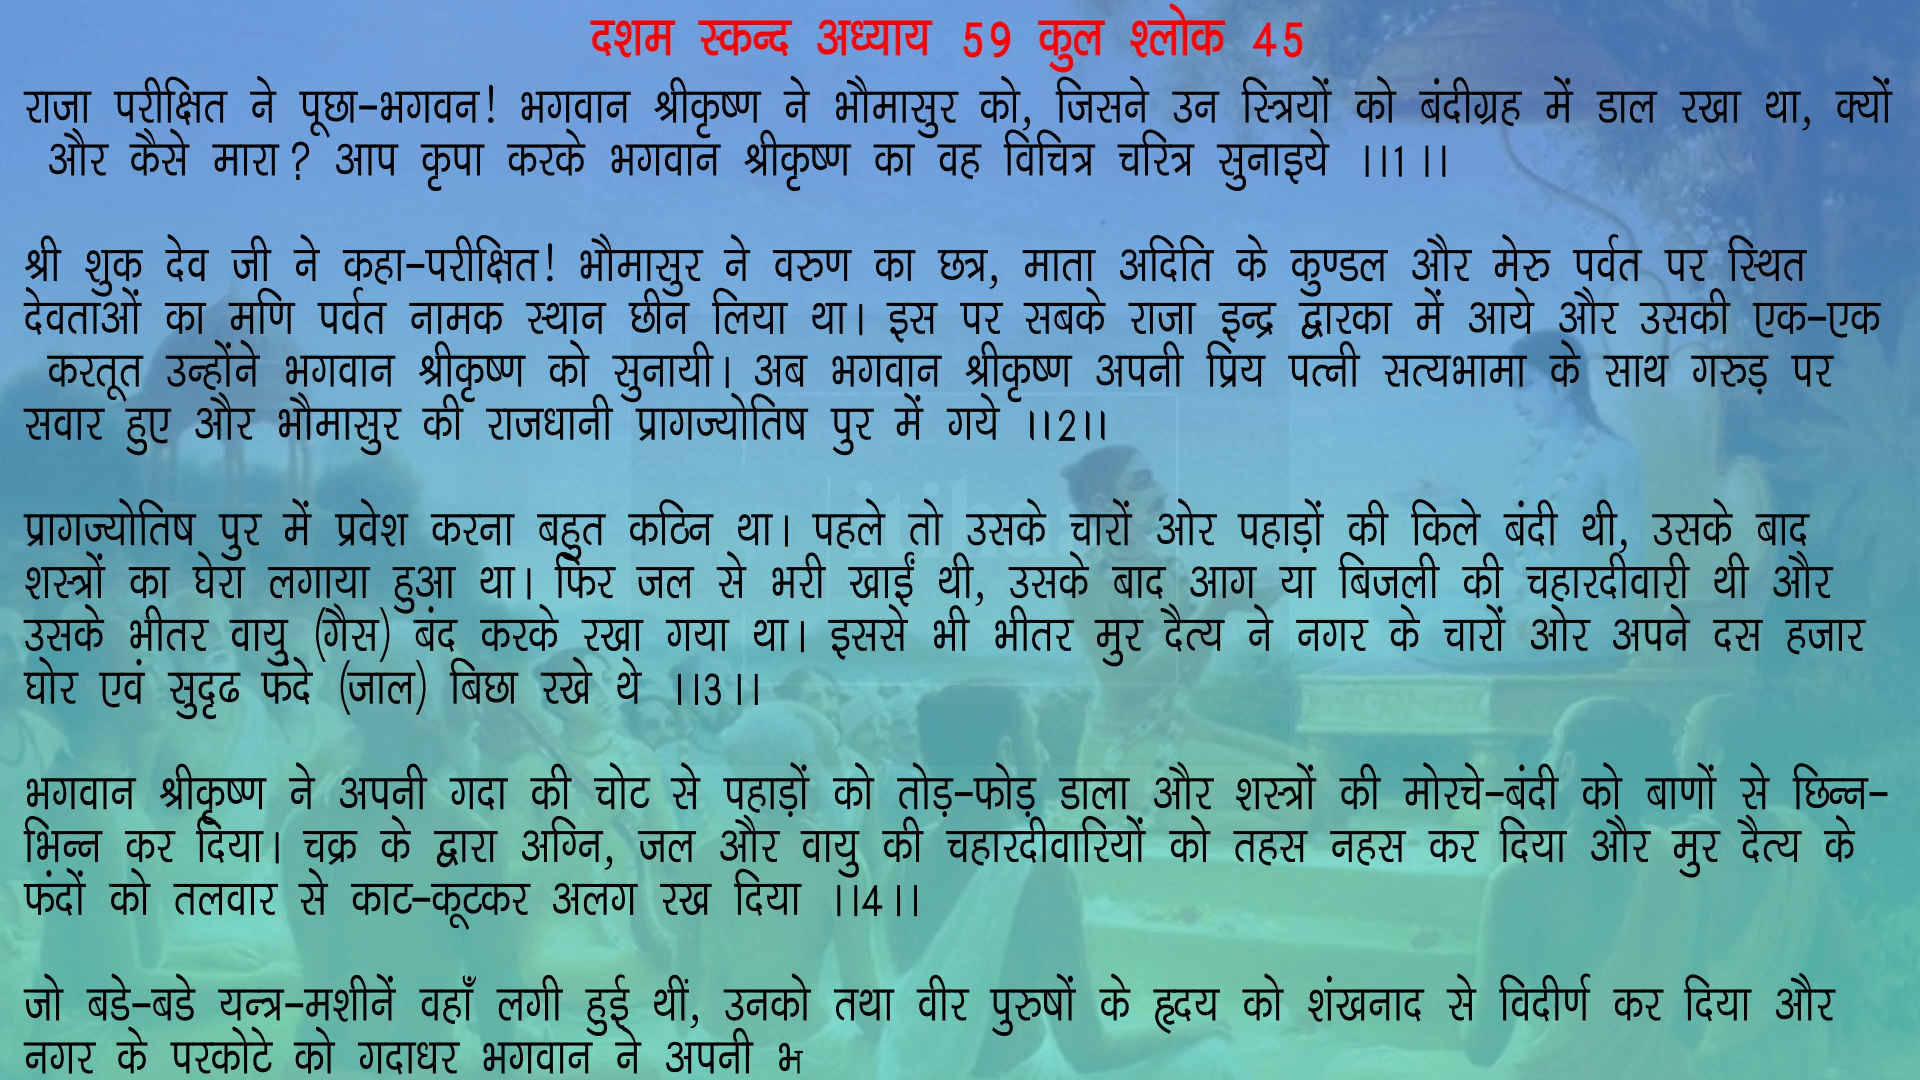 दशम स्कन्द अध्याय 59 कुल श्लोक 45
राजा परीक्षित ने पूछा-भगवन! भगवान श्रीकृष्ण ने भौमासुर को, जिसने उन स्त्रियों को बंदीग्रह में डाल रखा था, क्यों
और कैसे मारा? आप कृपा करके भगवान श्रीकृष्ण का वह विचित्र चरित्र सुनाइये ।।1।।
श्री शुक देव जी ने कहा-परीक्षित! भौमासुर ने वरुण का छत्र, माता अदिति के कुण्डल और मेरु पर्वत पर स्थित
देवताओं का मणि पर्वत नामक स्थान छीन लिया था। इस पर सबके राजा इन्द्र द्वारका में आये और उसकी एक-एक
करतूत उन्होंने भगवान श्रीकृष्ण को सुनायी। अब भगवान श्रीकृष्ण अपनी प्रिय पत्नी सत्यभामा के साथ गरुड़ पर
सवार हुए और भौमासुर की राजधानी प्रागज्योतिष पुर में गये ।।2।।
प्रागज्योतिष पुर में प्रवेश करना बहुत कठिन था। पहले तो उसके चारों ओर पहाड़ों की किले बंदी थी, उसके बाद
शस्त्रों का घेरा लगाया हुआ था। फिर जल से भरी खाईं थी, उसके बाद आग या बिजली की चहारदीवारी थी और
उसके भीतर वायु (गैस) बंद करके रखा गया था। इससे भी भीतर मुर दैत्य ने नगर के चारों ओर अपने दस हजार
घोर एवं सुदृढ फंदे (जाल) बिछा रखे थे ।।3।।
भगवान श्रीकृष्ण ने अपनी गदा की चोट से पहाड़ों को तोड़-फोड़ डाला और शस्त्रों की मोरचे-बंदी को बाणों से छिन्न-
भिन्न कर दिया। चक्र के द्वारा अग्नि, जल और वायु की चहारदीवारियों को तहस नहस कर दिया और मुर दैत्य के
फंदों को तलवार से काट-कूटकर अलग रख दिया ।।4।।
जो बडे-बडे यन्त्र-मशीनें वहाँ लगी हुई थीं, उनको तथा वीर पुरुषों के हृदय को शंखनाद से विदीर्ण कर दिया और
नगर के परकोटे को गदाधर भगवान ने अपनी भ